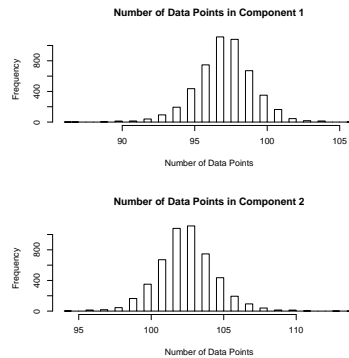 Number of Data Points in Component 1
Frequency
0 400 800
90 95 100 105
Number of Data Points
Number of Data Points in Component 2
Frequency
0 400 800
95 100 105 110
Number of Data Points